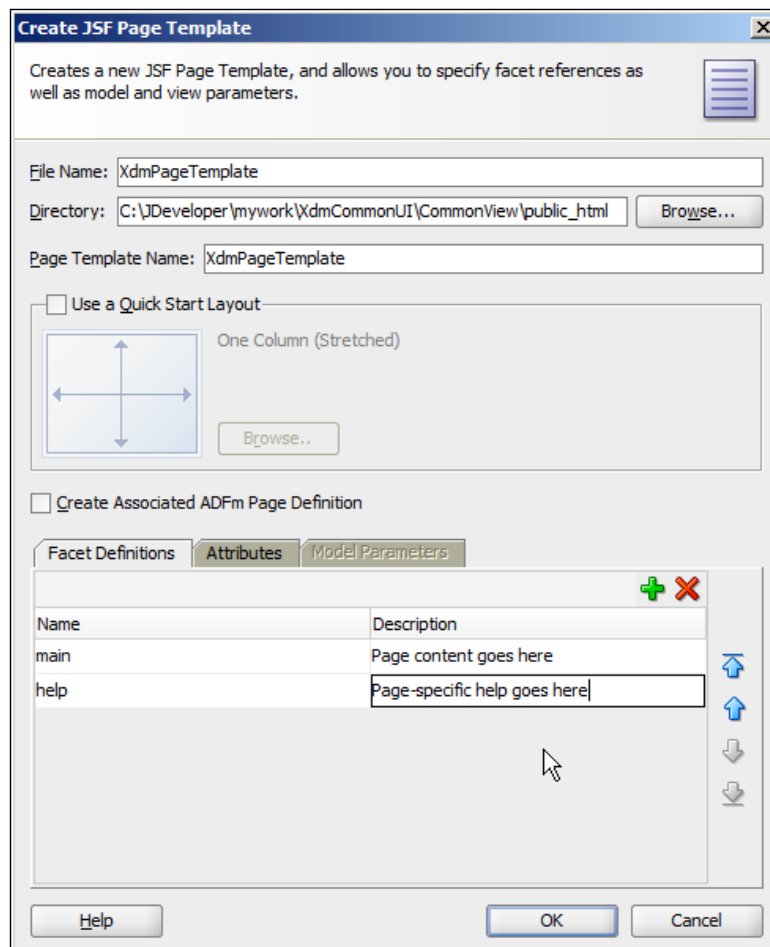 Create JSF Page Template
Creates a new JSF Page Template, and allows you to specify facet references as
well as model and view parameters.
File Name: XdmPageTemplate
Directory: C:\JDeveloper\mywork\XdmCommonUI\CommonView\public_html Browse...
Page Template Name: XdmPageTemplate
Use a Quick Start Layout
One Column (Stretched)
Browse..
Create Associated ADFm Page Definition
Facet Definitions Attributes Model Parameters
Name Description
main Page content goes here
help Page-specific help goes here
Help OK Cancel